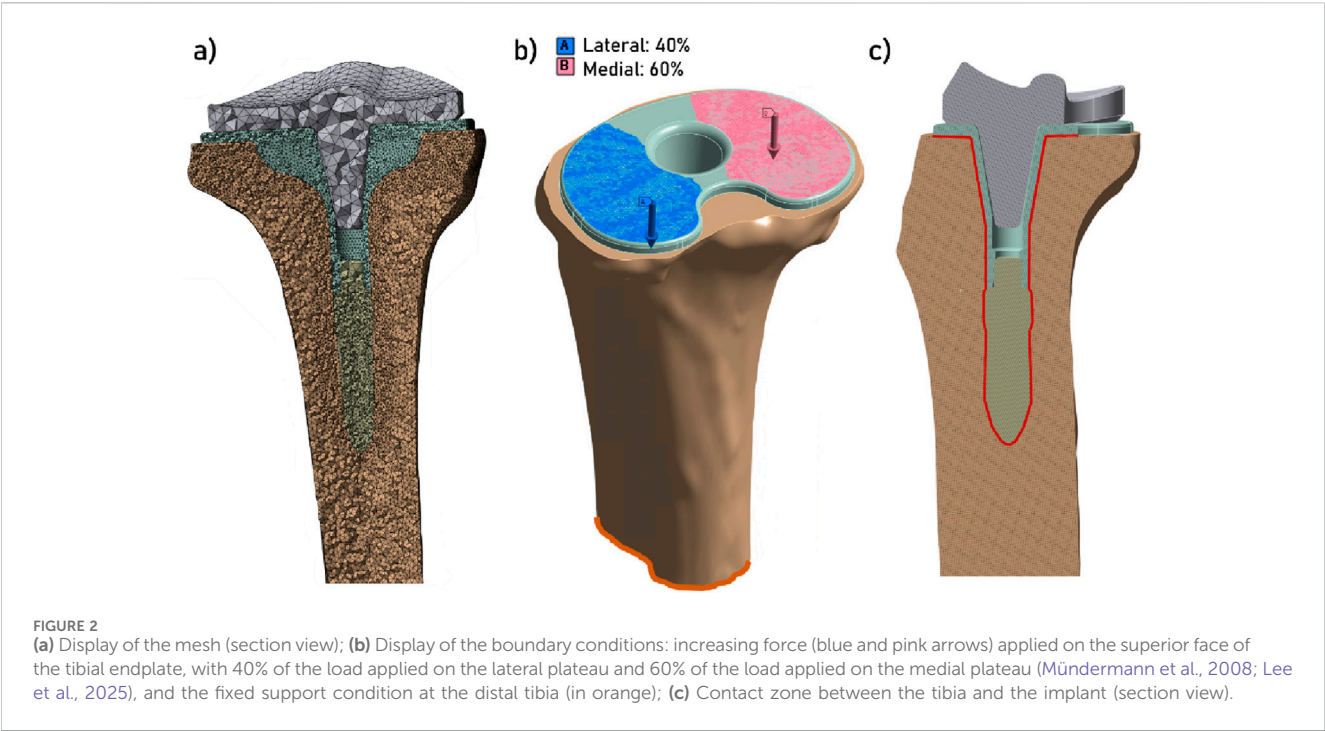 a)
b)
A Lateral: 40%
B Medial: 60%
c)
FIGURE 2
(a) Display of the mesh (section view); (b) Display of the boundary conditions: increasing force (blue and pink arrows) applied on the superior face of
the tibial endplate, with 40% of the load applied on the lateral plateau and 60% of the load applied on the medial plateau (Mündermann et al., 2008; Lee
et al., 2025), and the fixed support condition at the distal tibia (in orange); (c) Contact zone between the tibia and the implant (section view).